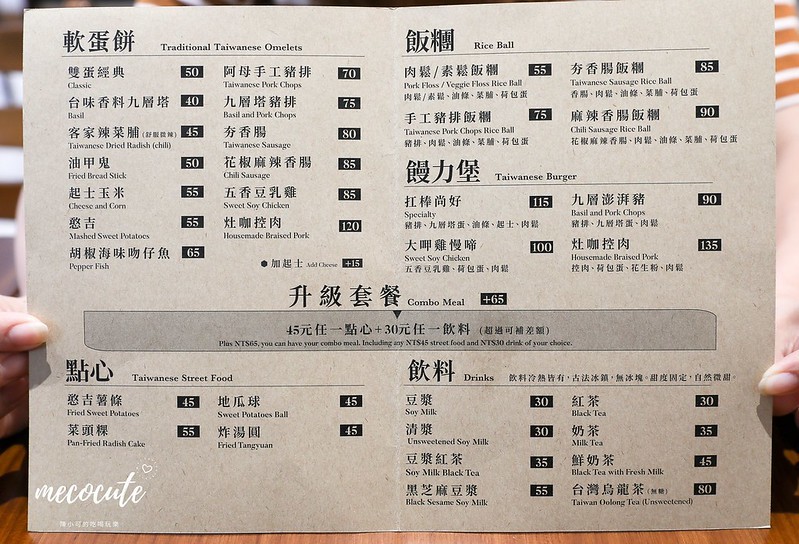 軟蛋餅 Traditional Taiwanese Omelets
雙蛋經典 50
Classic
台味香料九層塔 40
Basil
客家辣菜脯(舒服微辣) 45
Taiwanese Dried Radish (chili)
油甲鬼 50
Fried Bread Stick
起士玉米 55
Cheese and Corn
憨吉 55
Mashed Sweet Potatoes
胡椒海味吻仔魚 65
Pepper Fish
阿母手工豬排 70
Taiwanese Pork Chops
九層塔豬排 75
Basil and Pork Chops
夯香腸 80
Taiwanese Sausage
花椒麻辣香腸 85
Chili Sausage
五香豆乳雞 85
Sweet Soy Chicken
灶咖控肉 120
Housemade Braised Pork
●加起士 Add Cheese +15
飯糰 Rice Ball
肉鬆/素鬆飯糰 55
Pork Floss / Veggie Floss Rice Ball
肉鬆/素鬆、油條、菜脯、荷包蛋
手工豬排飯糰 75
Taiwanese Pork Chops Rice Ball
豬排、肉鬆、油條、菜脯、荷包蛋
夯香腸飯糰 85
Taiwanese Sausage Rice Ball
香腸、肉鬆、油條、菜脯、荷包蛋
麻辣香腸飯糰 90
Chili Sausage Rice Ball
花椒麻辣香腸、肉鬆、油條、菜脯、荷包蛋
饅力堡 Taiwanese Burger
扛棒尚好 115
Specialty
豬排、九層塔蛋、油條、起士、肉鬆
大呷雞慢啼 100
Sweet Soy Chicken
五香豆乳雞、荷包蛋、肉鬆
九層澎湃豬 90
Basil and Pork Chops
豬排、九層塔蛋、肉鬆
灶咖控肉 135
Housemade Braised Pork
控肉、荷包蛋、花生粉、肉鬆
升級套餐 Combo Meal +65
45元任一點心+30元任一飲料 (超過可補差額)
Plus NT$65, you can have your combo meal. Including any NT$45 street food and NT$30 drink of your choice.
點心 Taiwanese Street Food
憨吉薯條 45
Fried Sweet Potatoes
菜頭粿 55
Pan-Fried Radish Cake
地瓜球 45
Sweet Potatoes Ball
炸湯圓 45
Fried Tangyuan
飲料 Drinks 飲料冷熱皆有,古法冰鎮,無冰塊。甜度固定,自然微甜。
豆漿 30
Soy Milk
清漿 30
Unsweetened Soy Milk
豆漿紅茶 35
Soy Milk Black Tea
黑芝麻豆漿 55
Black Sesame Soy Milk
紅茶 30
Black Tea
奶茶 35
Milk Tea
鮮奶茶 45
Black Tea with Fresh Milk
台灣烏龍茶(無糖) 80
Taiwan Oolong Tea (Unsweetened)
mecocute
陳小可的吃喝玩樂